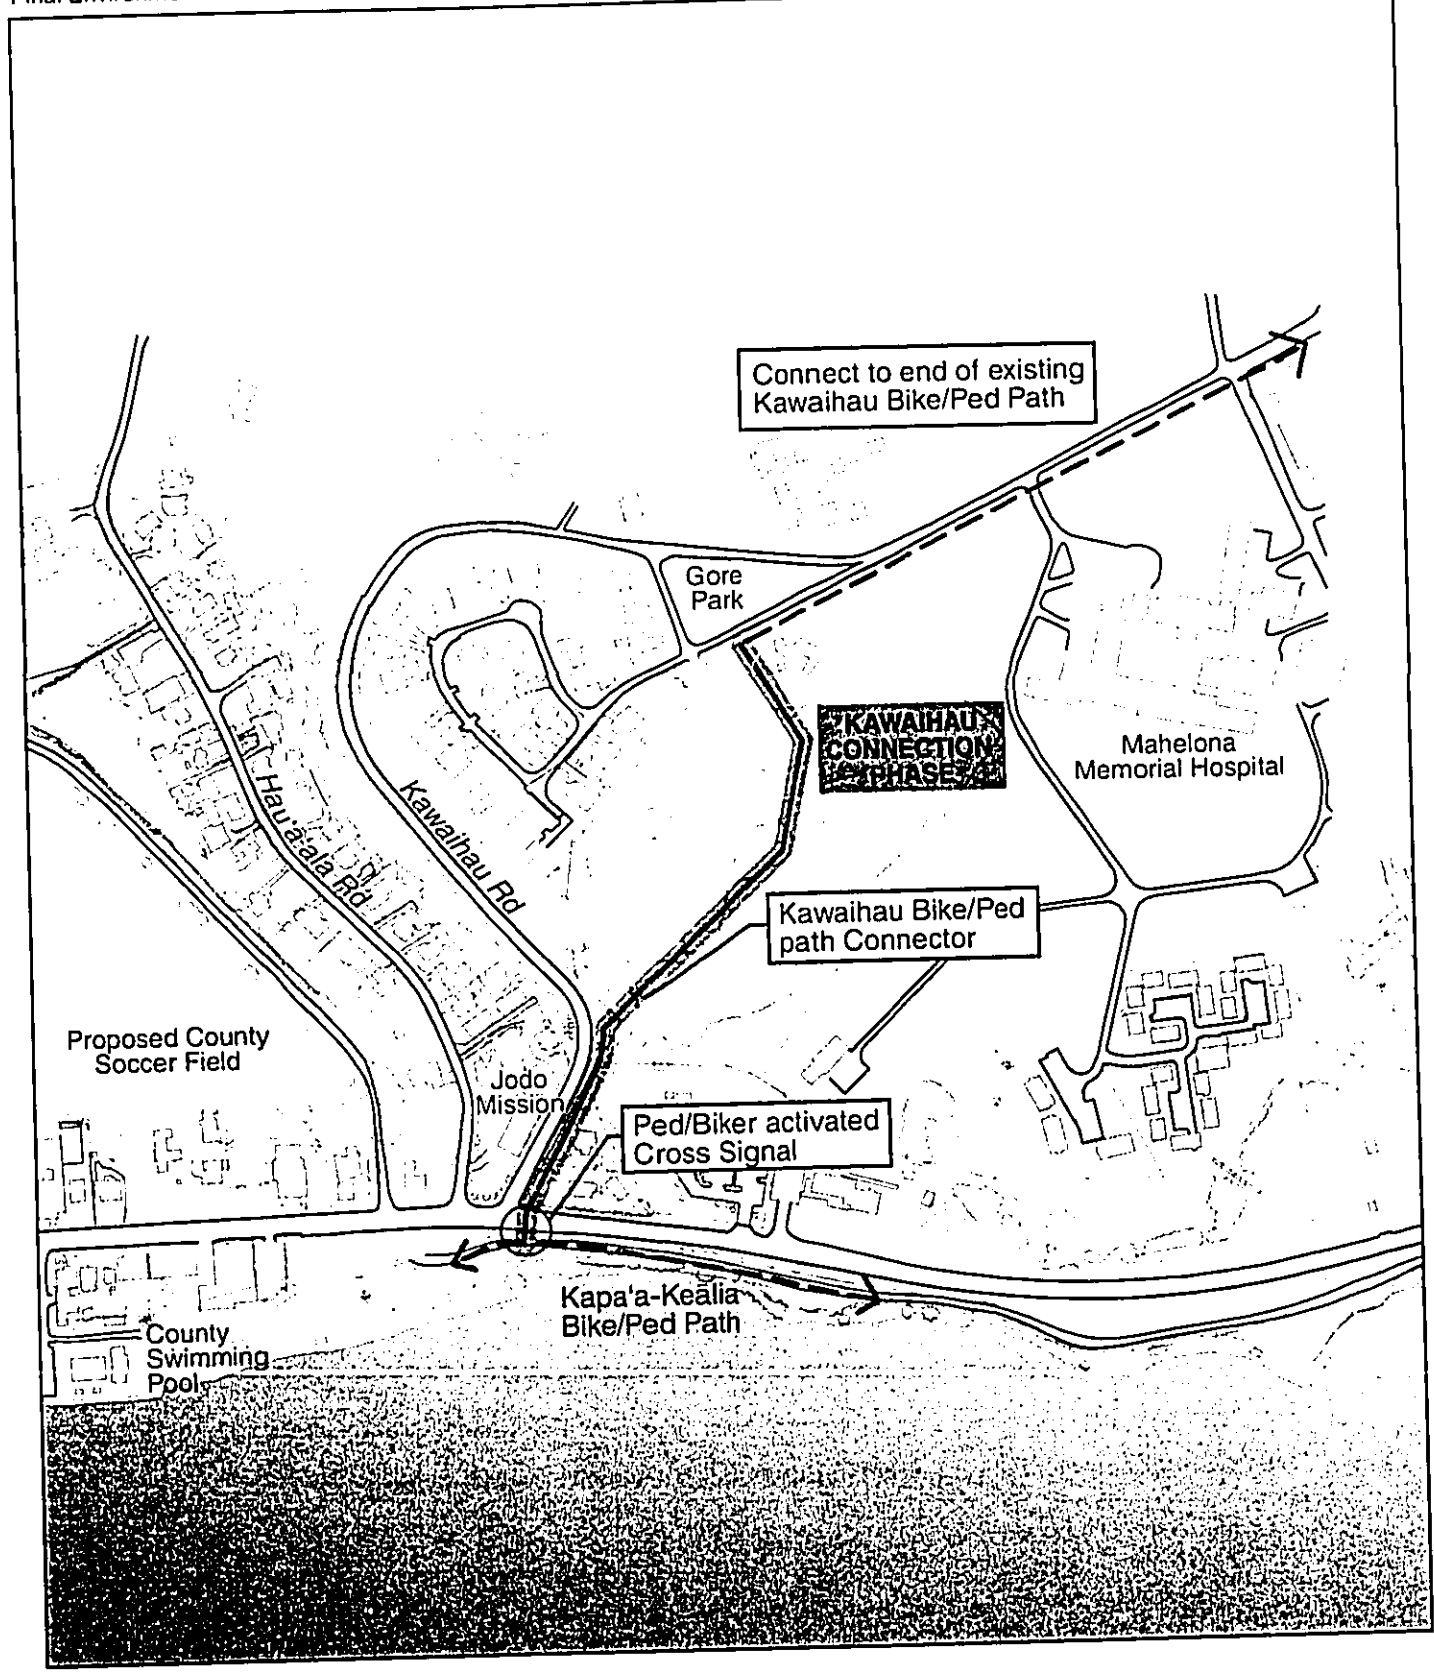 Connect to end of existing
Kawaihau Bike/Ped Path
Gore
Park
KAWAIHAU
CONNECTION
PHASE
Mahelona
Memorial Hospital
Hau'a'ala Rd
Kawaihau Rd
Kawaihau Bike/Ped
path Connector
Proposed County
Soccer Field
Jodo
Mission
Ped/Biker activated
Cross Signal
Kapa'a-Keālia
Bike/Ped Path
County
Swimming
Pool